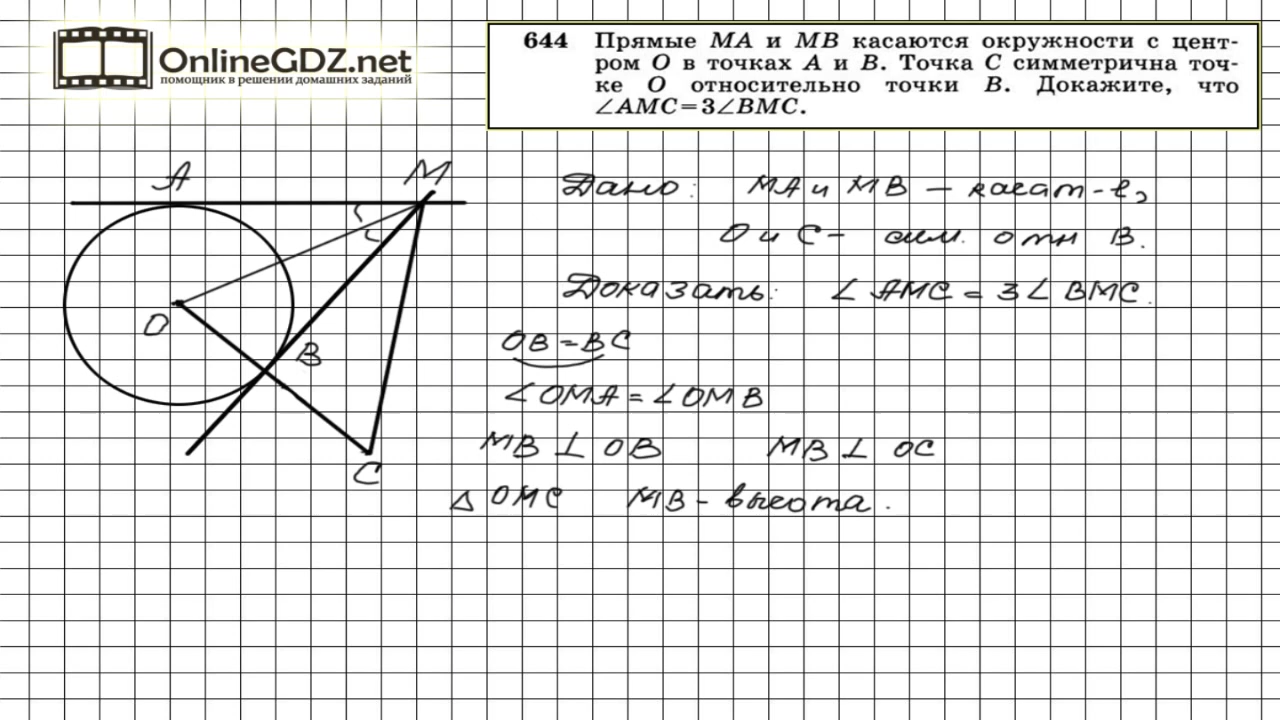 OnlineGDZ.net
помощник в решении домашних заданий
644 Прямые MA и MB касаются окружности с цент-
ром O в точках A и B. Точка C симметрична точ-
ке O относительно точки B. Докажите, что
∠AMC=3∠BMC.
A
M
O
B
C
Дано: MA и MB – касат-е,
O и C – сим. отн B.
Доказать: ∠AMC = 3∠BMC.
OB = BC
∠OMA = ∠OMB
MB ⊥ OB MB ⊥ OC
△ OMC MB - высота.